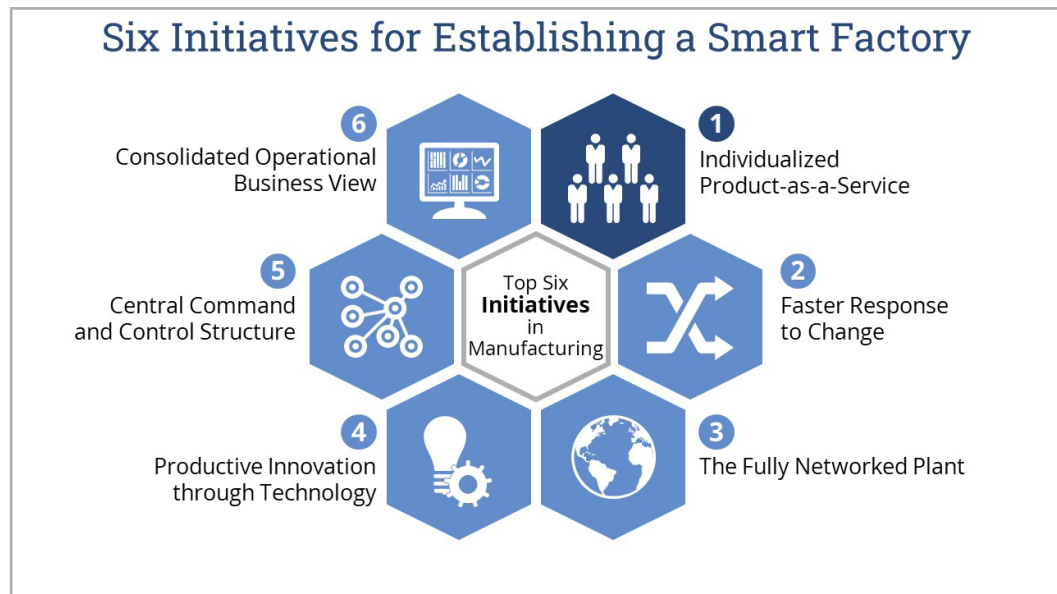 Six Initiatives for Establishing a Smart Factory
1
Individualized
Product-as-a-Service
2
Faster Response
to Change
3
The Fully Networked Plant
4
Productive Innovation
through Technology
5
Central Command
and Control Structure
6
Consolidated Operational
Business View
Top Six
Initiatives
in
Manufacturing